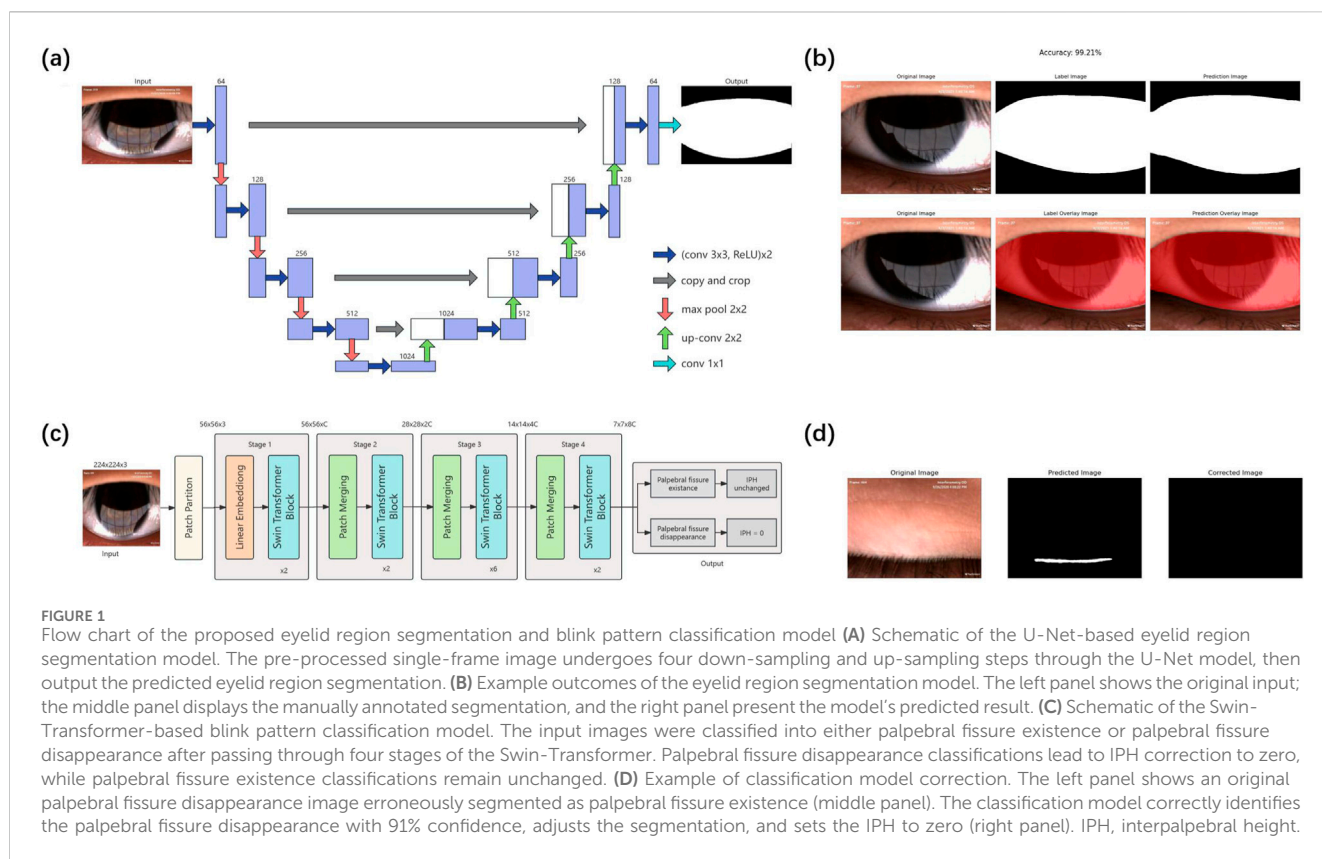 (a)
Input
64
128
64
Output
128
256
128
256
512
256
512
1024
512
1024
(conv 3x3, ReLU)x2
copy and crop
max pool 2x2
up-conv 2x2
conv 1x1
(b)
Accuracy: 99.21%
Original Image
Label Image
Prediction Image
Original Image
Label Overlay Image
Prediction Overlay Image
(c)
224x224x3
Input
Patch Partiton
56x56x3
Stage 1
Linear Embeddiong
Swin Transformer
Block
x2
56x56xC
Stage 2
Patch Merging
Swin Transformer
Block
x2
28x28x2C
Stage 3
Patch Merging
Swin Transformer
Block
x6
14x14x4C
Stage 4
Patch Merging
Swin Transformer
Block
x2
7x7x8C
Palpebral fissure
existance
IPH
unchanged
Palpebral fissure
disappearance
IPH = 0
Output
(d)
Original Image
Predicted Image
Corrected Image
FIGURE 1
Flow chart of the proposed eyelid region segmentation and blink pattern classification model (A) Schematic of the U-Net-based eyelid region
segmentation model. The pre-processed single-frame image undergoes four down-sampling and up-sampling steps through the U-Net model, then
output the predicted eyelid region segmentation. (B) Example outcomes of the eyelid region segmentation model. The left panel shows the original input;
the middle panel displays the manually annotated segmentation, and the right panel present the model's predicted result. (C) Schematic of the Swin-
Transformer-based blink pattern classification model. The input images were classified into either palpebral fissure existence or palpebral fissure
disappearance after passing through four stages of the Swin-Transformer. Palpebral fissure disappearance classifications lead to IPH correction to zero,
while palpebral fissure existence classifications remain unchanged. (D) Example of classification model correction. The left panel shows an original
palpebral fissure disappearance image erroneously segmented as palpebral fissure existence (middle panel). The classification model correctly identifies
the palpebral fissure disappearance with 91% confidence, adjusts the segmentation, and sets the IPH to zero (right panel). IPH, interpalpebral height.